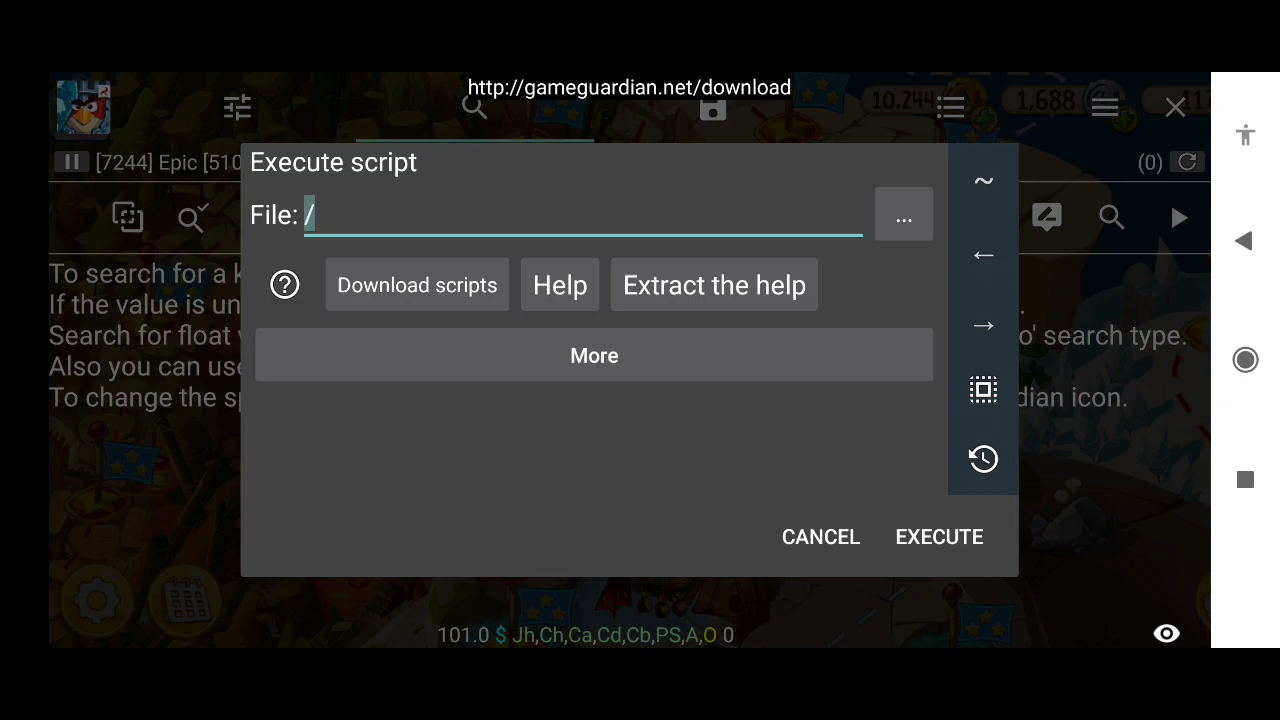 http://gameguardian.net/download
10,244
1,688
11
[7244] Epic [510
(0)
Execute script
File: /
...
~
←
→
Download scripts
Help
Extract the help
More
To search for a k
If the value is un
Search for float v
o' search type.
Also you can use
To change the sp
dian icon.
CANCEL
EXECUTE
101.0 $ Jh,Ch,Ca,Cd,Cb,PS,A,O 0